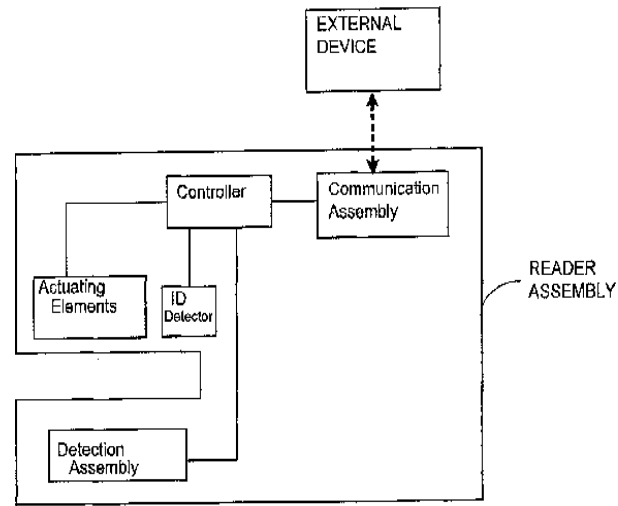 EXTERNAL
DEVICE
Controller
Communication
Assembly
Actuating
Elements
ID
Detector
READER
ASSEMBLY
Detection
Assembly